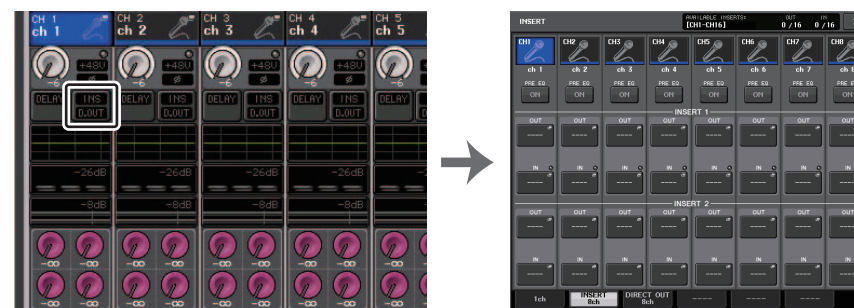 CH 1 CH 2 CH 3 CH 4 CH 5
ch 1 ch 2 ch 3 ch 4 ch 5
+48V +48V +48V +48V
ø ø ø ø
-6 -6 -6 -6 -6
DELAY INS DELAY INS DELAY INS DELAY INS DELAY
D.OUT D.OUT D.OUT D.OUT
-26dB -26dB -26dB -26dB
-8dB -8dB -8dB -8dB
-∞ -∞ -∞ -∞ -∞ -∞ -∞ -∞ -∞
-∞ -∞ -∞ -∞ -∞ -∞ -∞ -∞ -∞
INSERT
AVAILABLE INSERTS: OUT IN
[CH1-CH16] 0 /16 0 /16
CH1 CH2 CH3 CH4 CH5 CH6 CH7 CH8
ch 1 ch 2 ch 3 ch 4 ch 5 ch 6 ch 7 ch 8
PRE EQ PRE EQ PRE EQ PRE EQ PRE EQ PRE EQ PRE EQ
ON ON ON ON ON ON ON ON
INSERT 1
OUT OUT OUT OUT OUT OUT OUT OUT
---- ---- ---- ---- ---- ---- ---- ----
IN IN IN IN IN IN IN IN
---- ---- ---- ---- ---- ---- ---- ----
INSERT 2
OUT OUT OUT OUT OUT OUT OUT OUT
---- ---- ---- ---- ---- ---- ---- ----
IN IN IN IN IN IN IN IN
---- ---- ---- ---- ---- ---- ---- ----
1ch INSERT DIRECT OUT ---- ---- ----
8ch 8ch